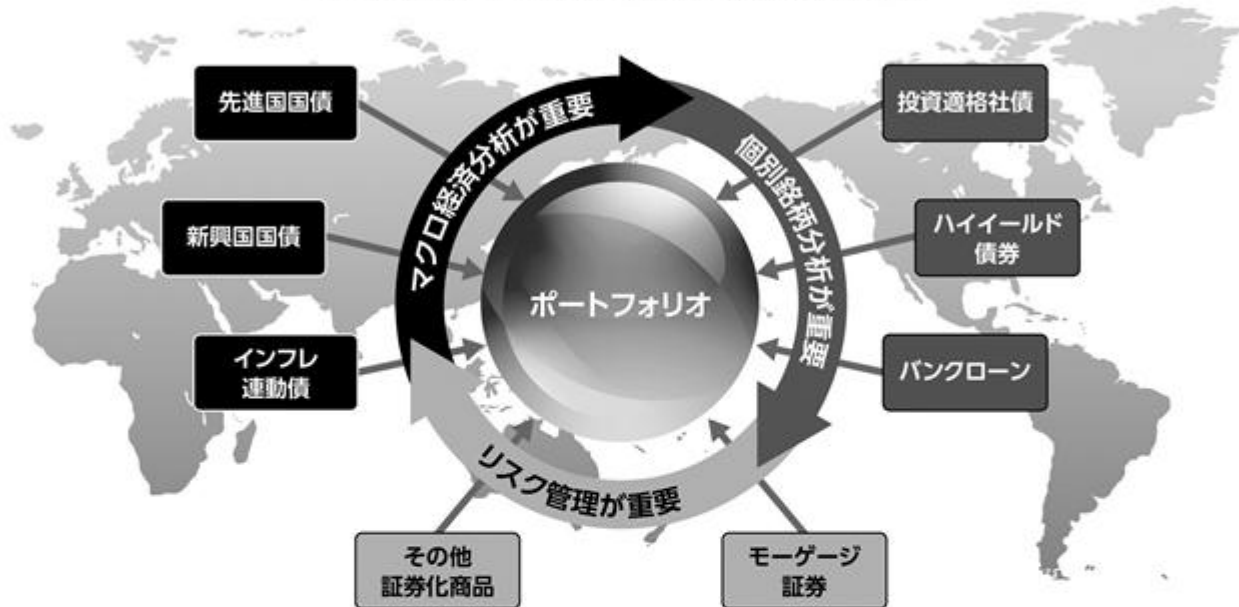 先進国国債
新興国国債
インフレ
連動債
マクロ経済分析が重要
ポートフォリオ
個別銘柄分析が重要
投資適格社債
ハイイールド
債券
バンクローン
リスク管理が重要
その他
証券化商品
モーゲージ
証券